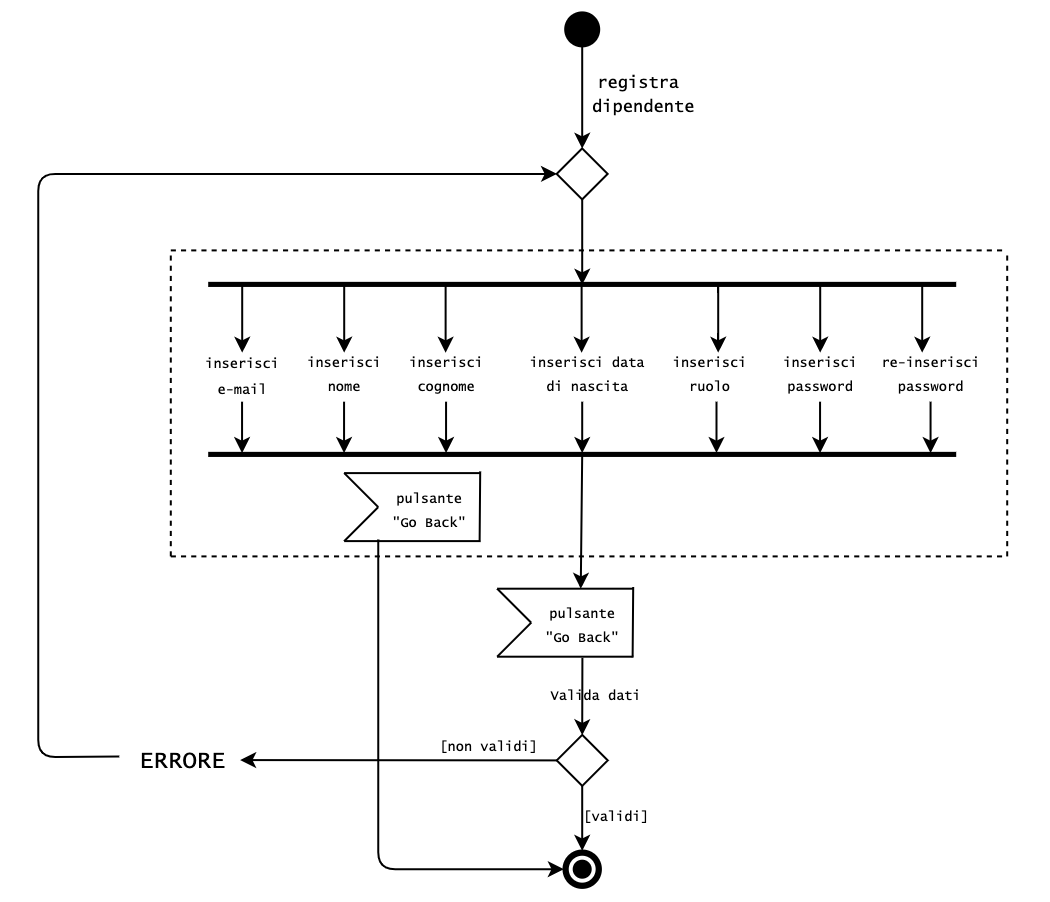 registra
dipendente
inserisci
e-mail
inserisci
nome
inserisci
cognome
inserisci data
di nascita
inserisci
ruolo
inserisci
password
re-inserisci
password
pulsante
"Go Back"
pulsante
"Go Back"
Valida dati
[non validi]
ERRORE
[validi]